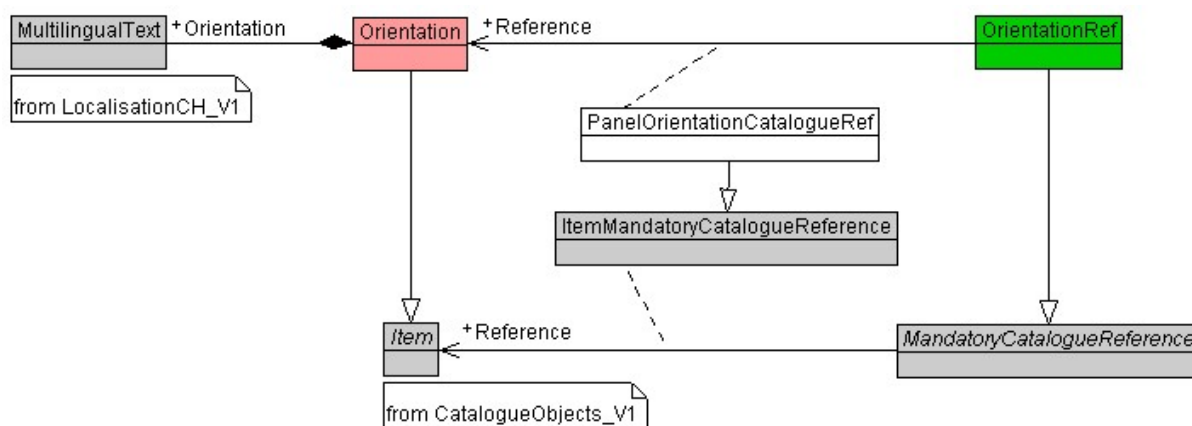 MultilingualText
+Orientation
Orientation
+Reference
OrientationRef
from LocalisationCH_V1
PanelOrientationCatalogueRef
ItemMandatoryCatalogueReference
Item
+Reference
MandatoryCatalogueReference
from CatalogueObjects_V1